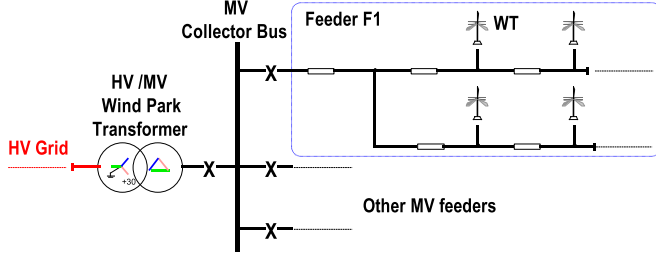 MV
Collector Bus
Feeder F1
WT
HV /MV
Wind Park
Transformer
HV Grid
+30
X
X
X
X
Other MV feeders